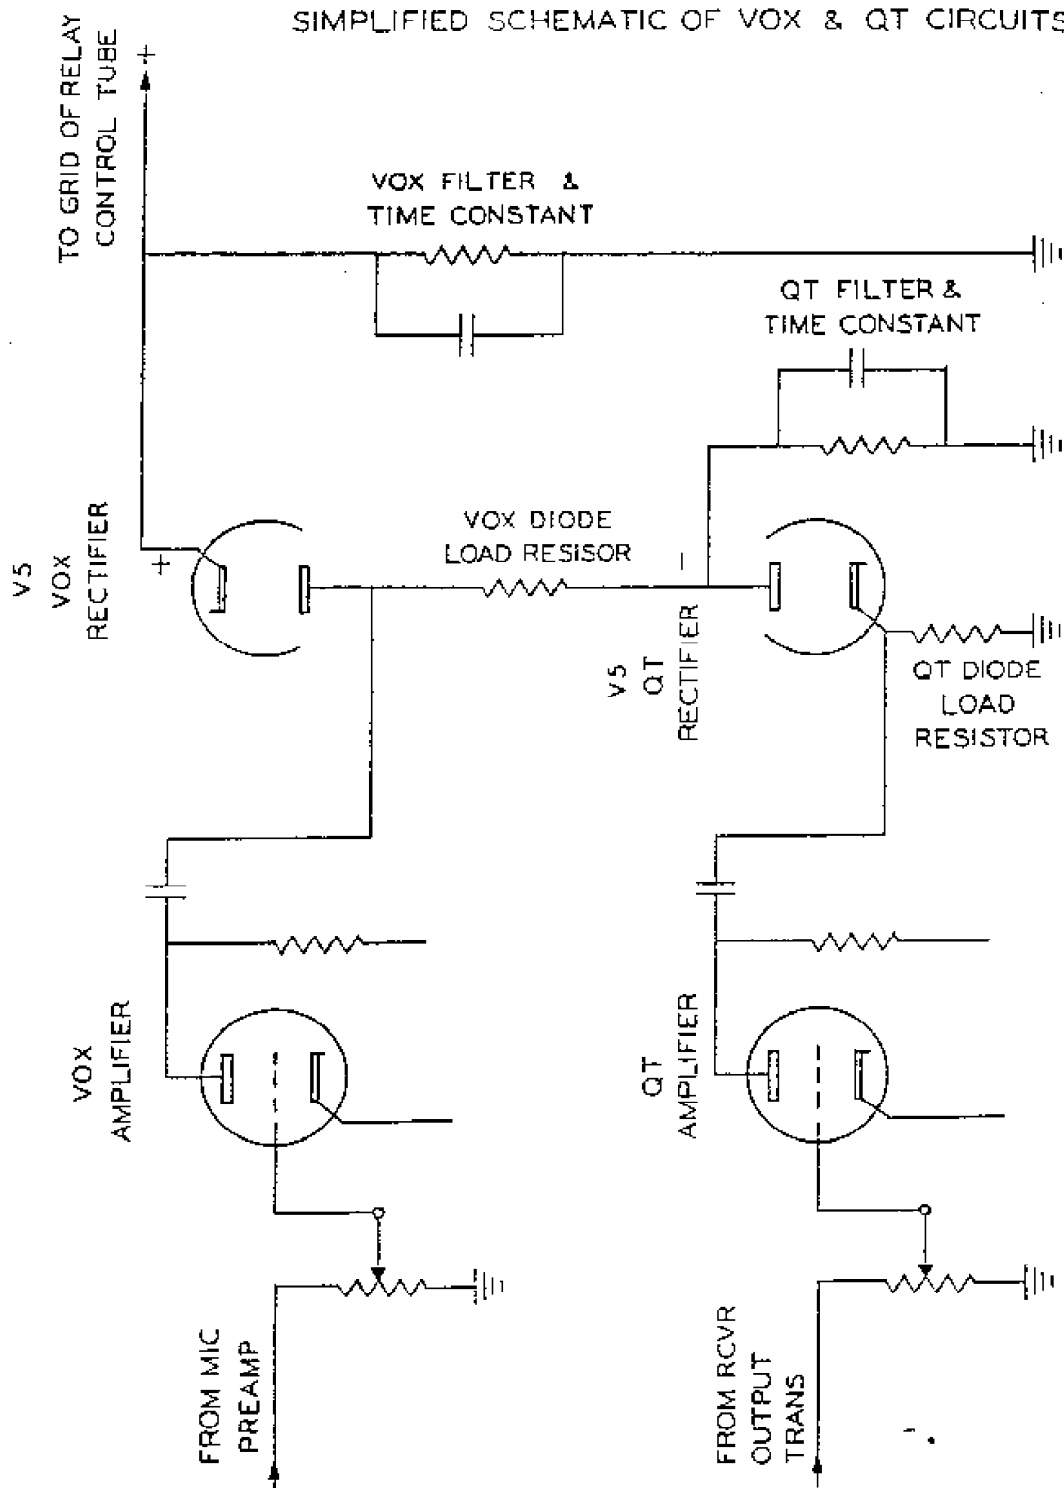 SIMPLIFIED SCHEMATIC OF VOX & QT CIRCUITS
TO GRID OF RELAY
CONTROL TUBE
+
VOX FILTER &
TIME CONSTANT
QT FILTER &
TIME CONSTANT
V5
VOX
RECTIFIER
+
VOX DIODE
LOAD RESISOR
-
V5
QT
RECTIFIER
QT DIODE
LOAD
RESISTOR
VOX
AMPLIFIER
QT
AMPLIFIER
FROM MIC
PREAMP
FROM RCVR
OUTPUT
TRANS